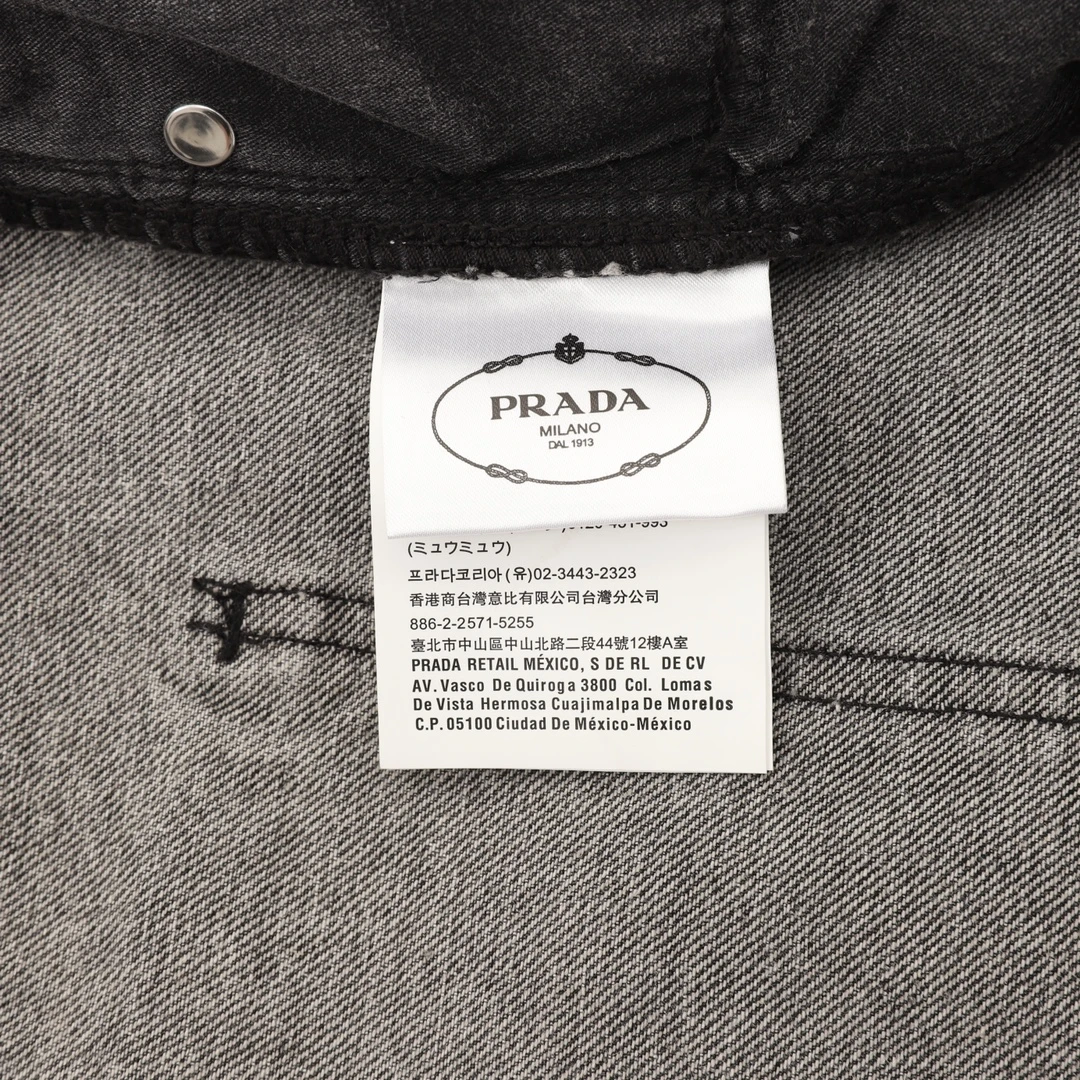 PRADA
MILANO
DAL 1913
(ミュウミュウ)
프라다코리아(유)02-3443-2323
香港商台灣意比有限公司台灣分公司
886-2-2571-5255
臺北市中山區中山北路二段44號12樓A室
PRADA RETAIL MÉXICO, S DE RL DE CV
AV. Vasco De Quiroga 3800 Col. Lomas
De Vista Hermosa Cuajimalpa De Morelos
C.P. 05100 Ciudad De México-México